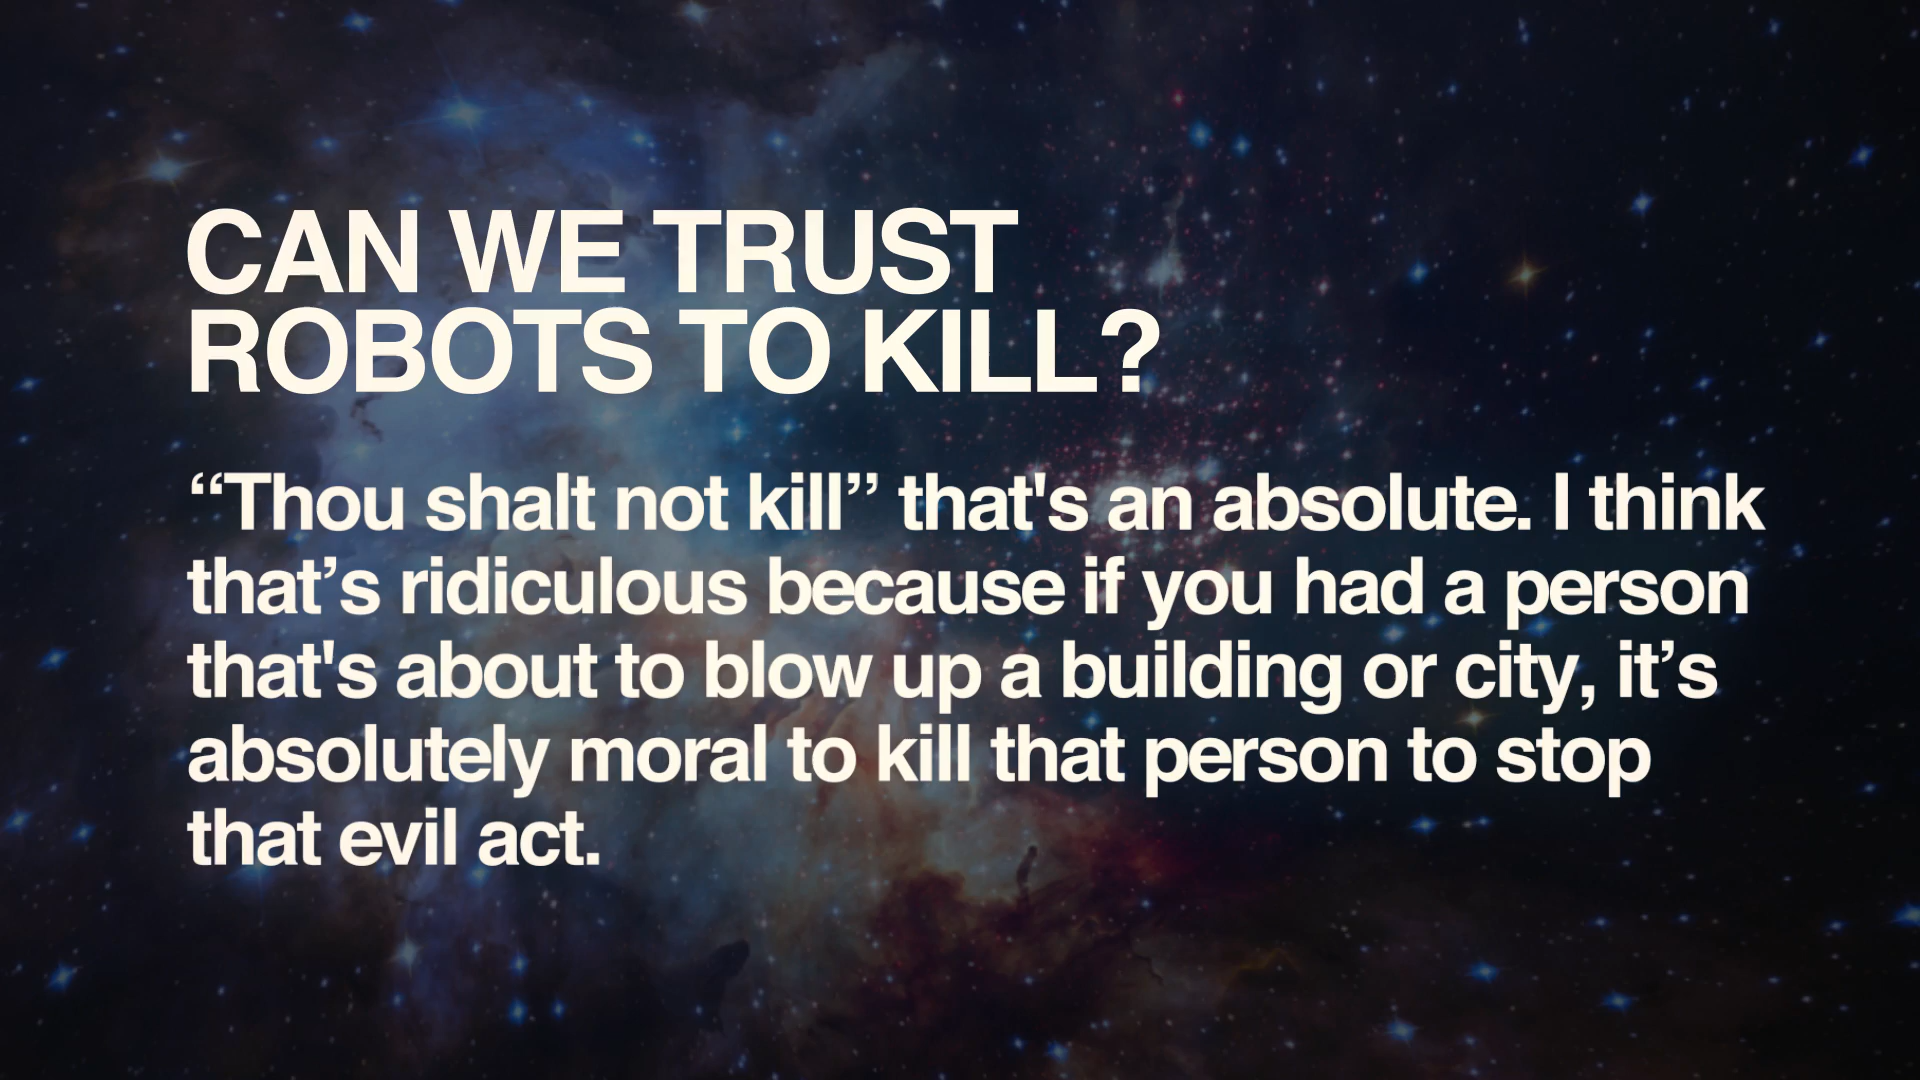 CAN WE TRUST
ROBOTS TO KILL?
“Thou shalt not kill” that's an absolute. I think
that’s ridiculous because if you had a person
that's about to blow up a building or city, it’s
absolutely moral to kill that person to stop
that evil act.